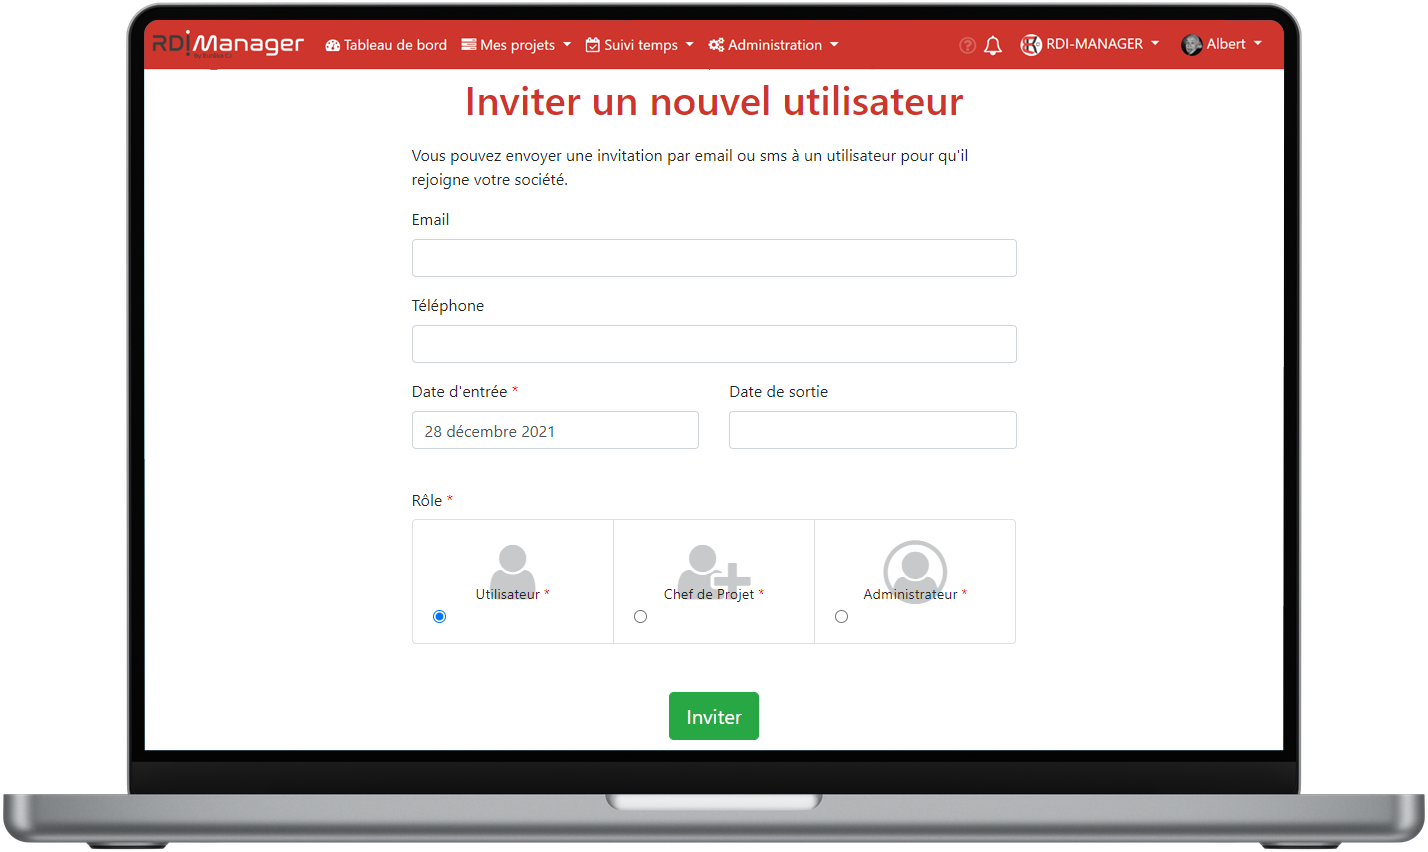 RDiManager
Tableau de bord Mes projets Suivi temps Administration RDI-MANAGER Albert
Inviter un nouvel utilisateur
Vous pouvez envoyer une invitation par email ou sms à un utilisateur pour qu'il
rejoigne votre société.
Email
Téléphone
Date d'entrée * Date de sortie
28 décembre 2021
Rôle *
Utilisateur * Chef de Projet * Administrateur *
Inviter